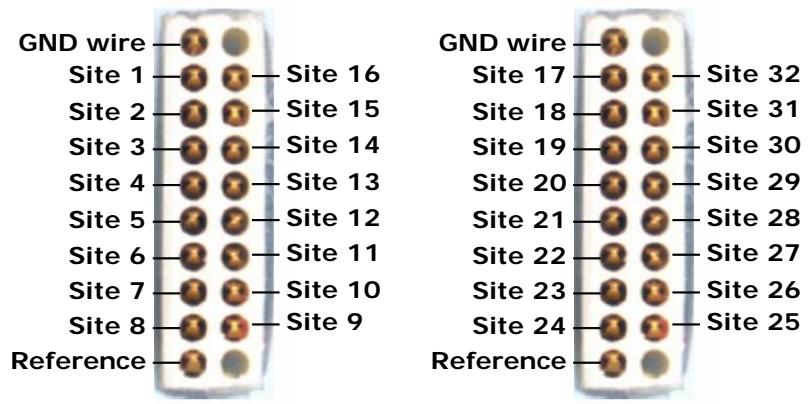 GND wire
Site 1
Site 2
Site 3
Site 4
Site 5
Site 6
Site 7
Site 8
Reference
Site 16
Site 15
Site 14
Site 13
Site 12
Site 11
Site 10
Site 9
GND wire
Site 17
Site 18
Site 19
Site 20
Site 21
Site 22
Site 23
Site 24
Reference
Site 32
Site 31
Site 30
Site 29
Site 28
Site 27
Site 26
Site 25